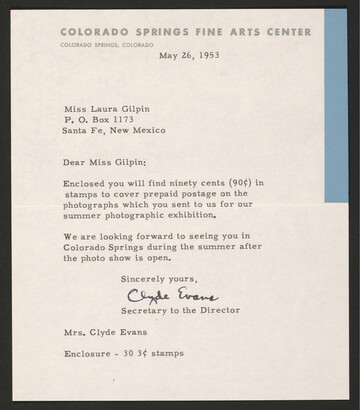 COLORADO SPRINGS FINE ARTS CENTER
COLORADO SPRINGS, COLORADO
May 26, 1953
Miss Laura Gilpin
P. O. Box 1173
Santa Fe, New Mexico
Dear Miss Gilpin:
Enclosed you will find ninety cents (90¢) in
stamps to cover prepaid postage on the
photographs which you sent to us for our
summer photographic exhibition.
We are looking forward to seeing you in
Colorado Springs during the summer after
the photo show is open.
Sincerely yours,
Clyde Evans
Secretary to the Director
Mrs. Clyde Evans
Enclosure - 30 3¢ stamps